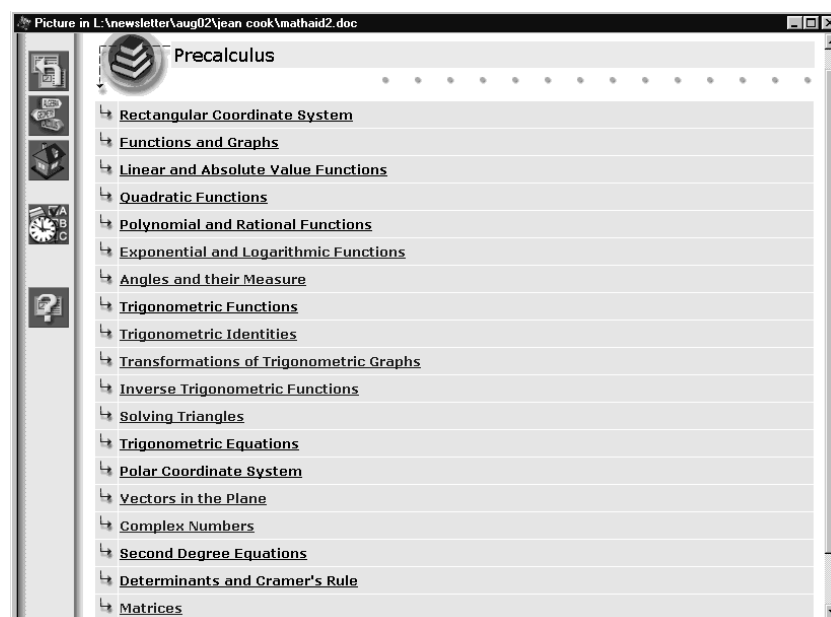 Picture in L:\newsletter\aug02\jean cook\mathaid2.doc
Precalculus
Rectangular Coordinate System
Functions and Graphs
Linear and Absolute Value Functions
Quadratic Functions
Polynomial and Rational Functions
Exponential and Logarithmic Functions
Angles and their Measure
Trigonometric Functions
Trigonometric Identities
Transformations of Trigonometric Graphs
Inverse Trigonometric Functions
Solving Triangles
Trigonometric Equations
Polar Coordinate System
Vectors in the Plane
Complex Numbers
Second Degree Equations
Determinants and Cramer's Rule
Matrices
A
B
C
?